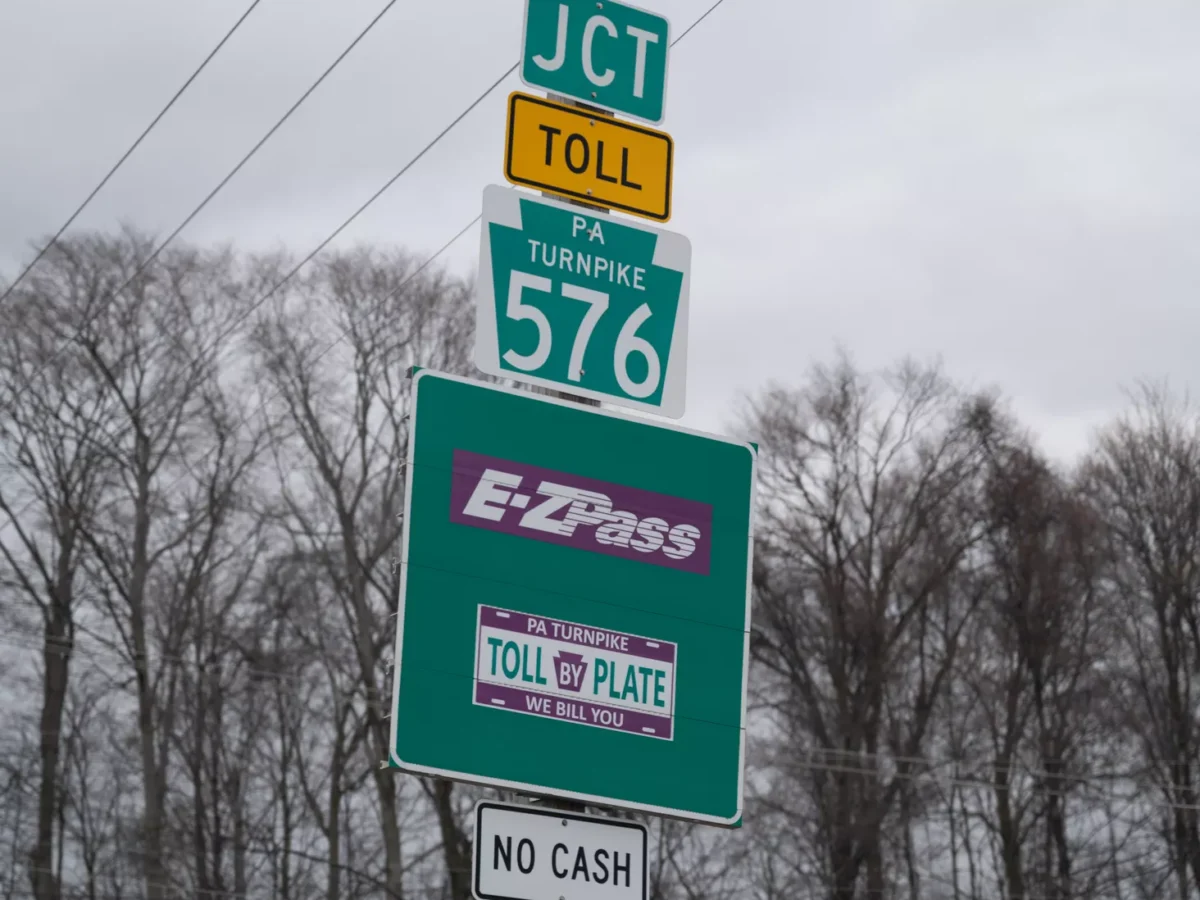 JCT
TOLL
PA
TURNPIKE
576
E-ZPass
PA TURNPIKE
TOLL BY PLATE
WE BILL YOU
NO CASH